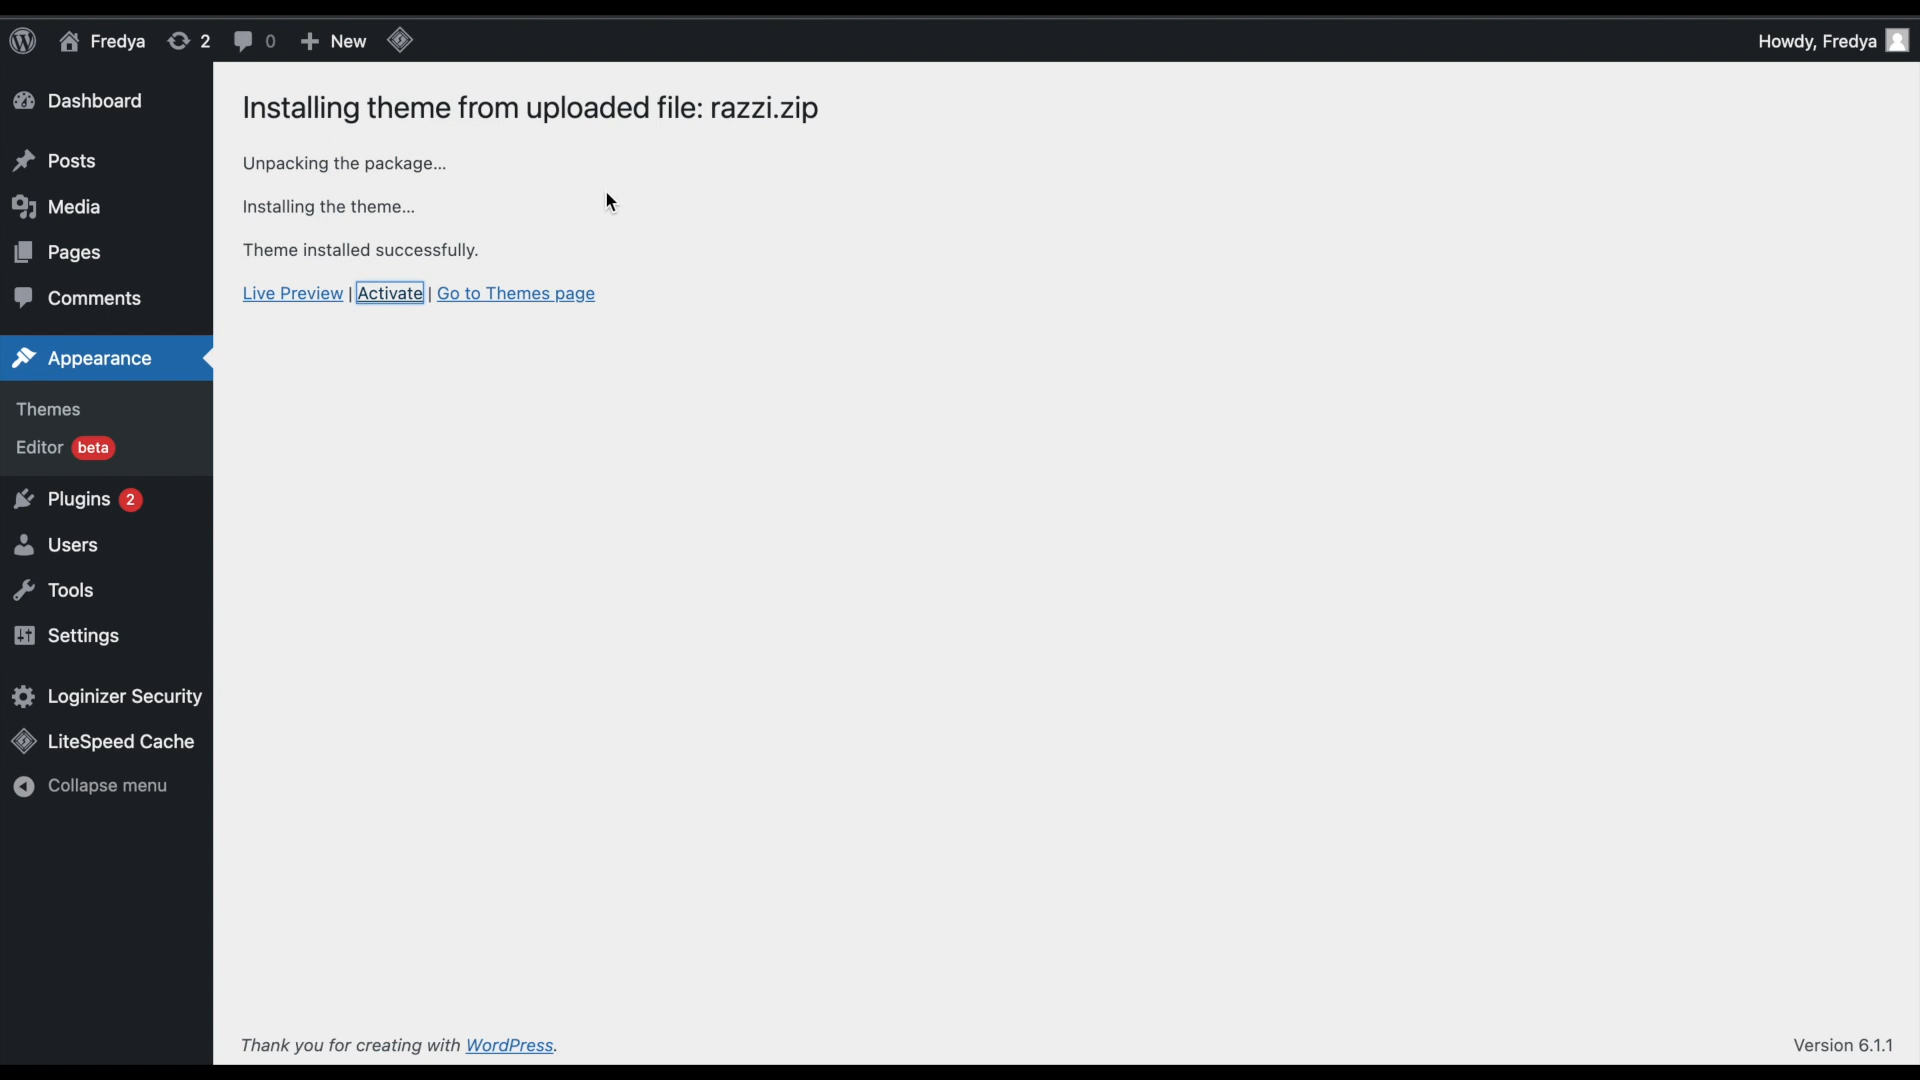 Fredya 2 0 New Howdy, Fredya
Dashboard
Posts
Media
Pages
Comments
Appearance
Themes
Editor beta
Plugins 2
Users
Tools
Settings
Loginizer Security
LiteSpeed Cache
Collapse menu
Installing theme from uploaded file: razzi.zip
Unpacking the package...
Installing the theme...
Theme installed successfully.
Live Preview | Activate | Go to Themes page
Thank you for creating with WordPress.
Version 6.1.1